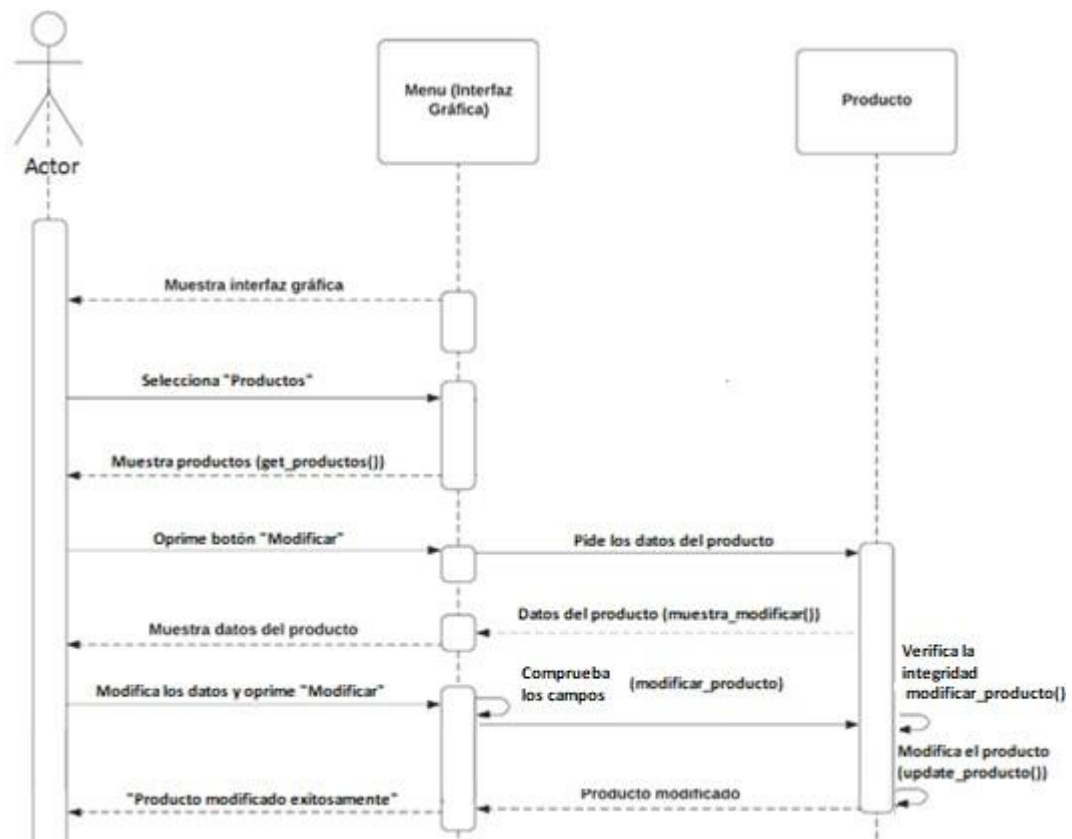 Menu (Interfaz
Gráfica)
Producto
Actor
Muestra interfaz gráfica
Selecciona "Productos"
Muestra productos (get_productos())
Oprime botón "Modificar"
Pide los datos del producto
Datos del producto (muestra_modificar())
Muestra datos del producto
Verifica la
integridad
modificar_producto()
Comprueba
los campos
(modificar_producto)
Modifica los datos y oprime "Modificar"
Modifica el producto
(update_producto())
Producto modificado
"Producto modificado exitosamente"